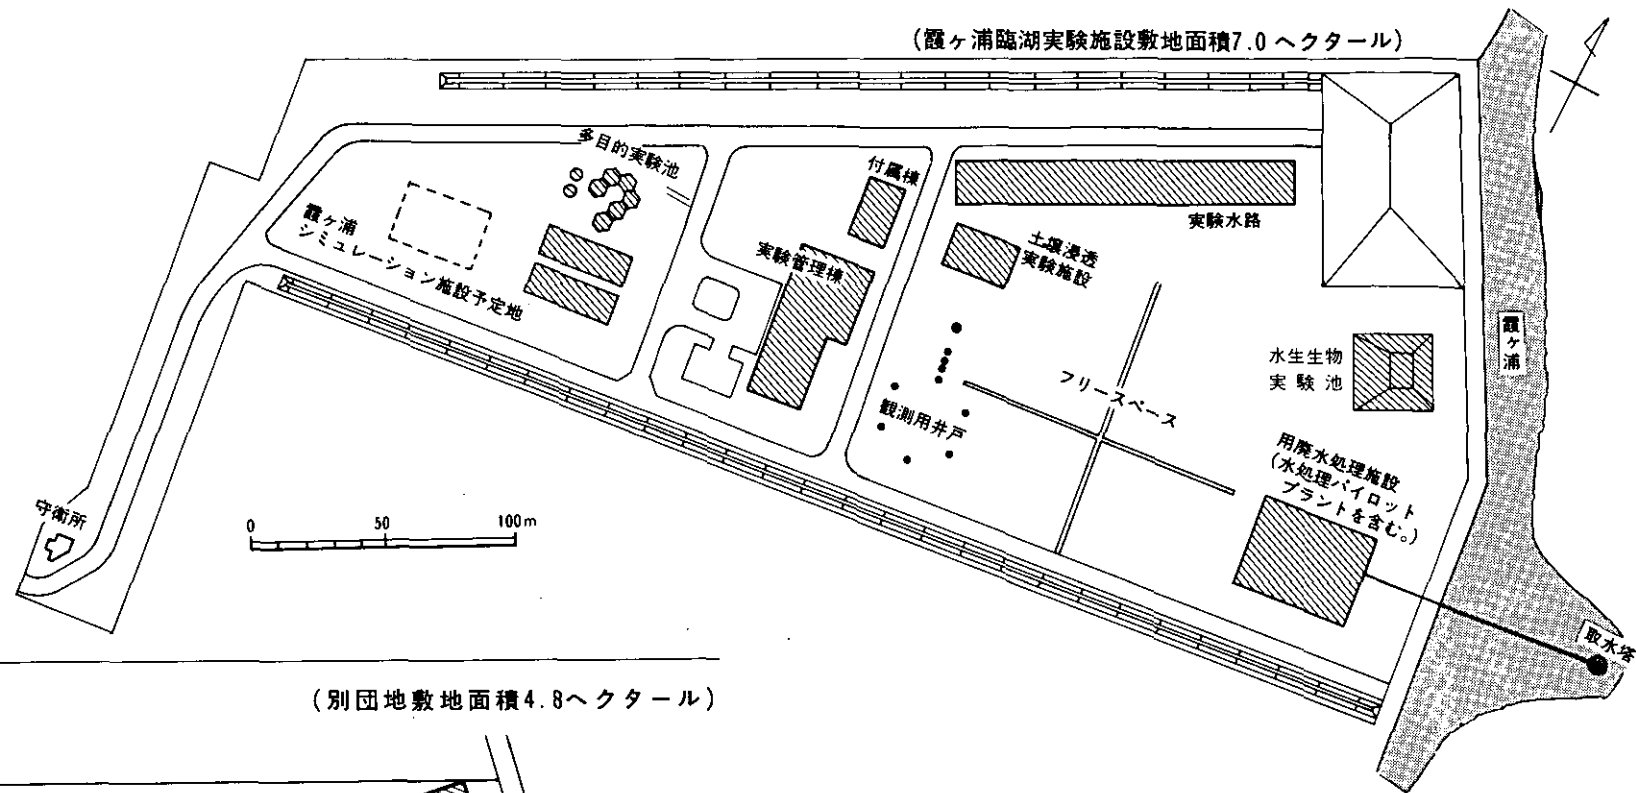 (霞ヶ浦臨湖実験施設敷地面積7.0ヘクタール)
多目的実験池
付属棟
実験水路
霞ヶ浦
シミュレーション施設予定地
実験管理棟
土壌浸透
実験施設
霞ヶ浦
水生生物
実験池
フリースペース
観測用井戸
用廃水処理施設
(水処理パイロット
プラントを含む。)
守衛所
0 50 100m
取水塔
(別団地敷地面積4.8ヘクタール)